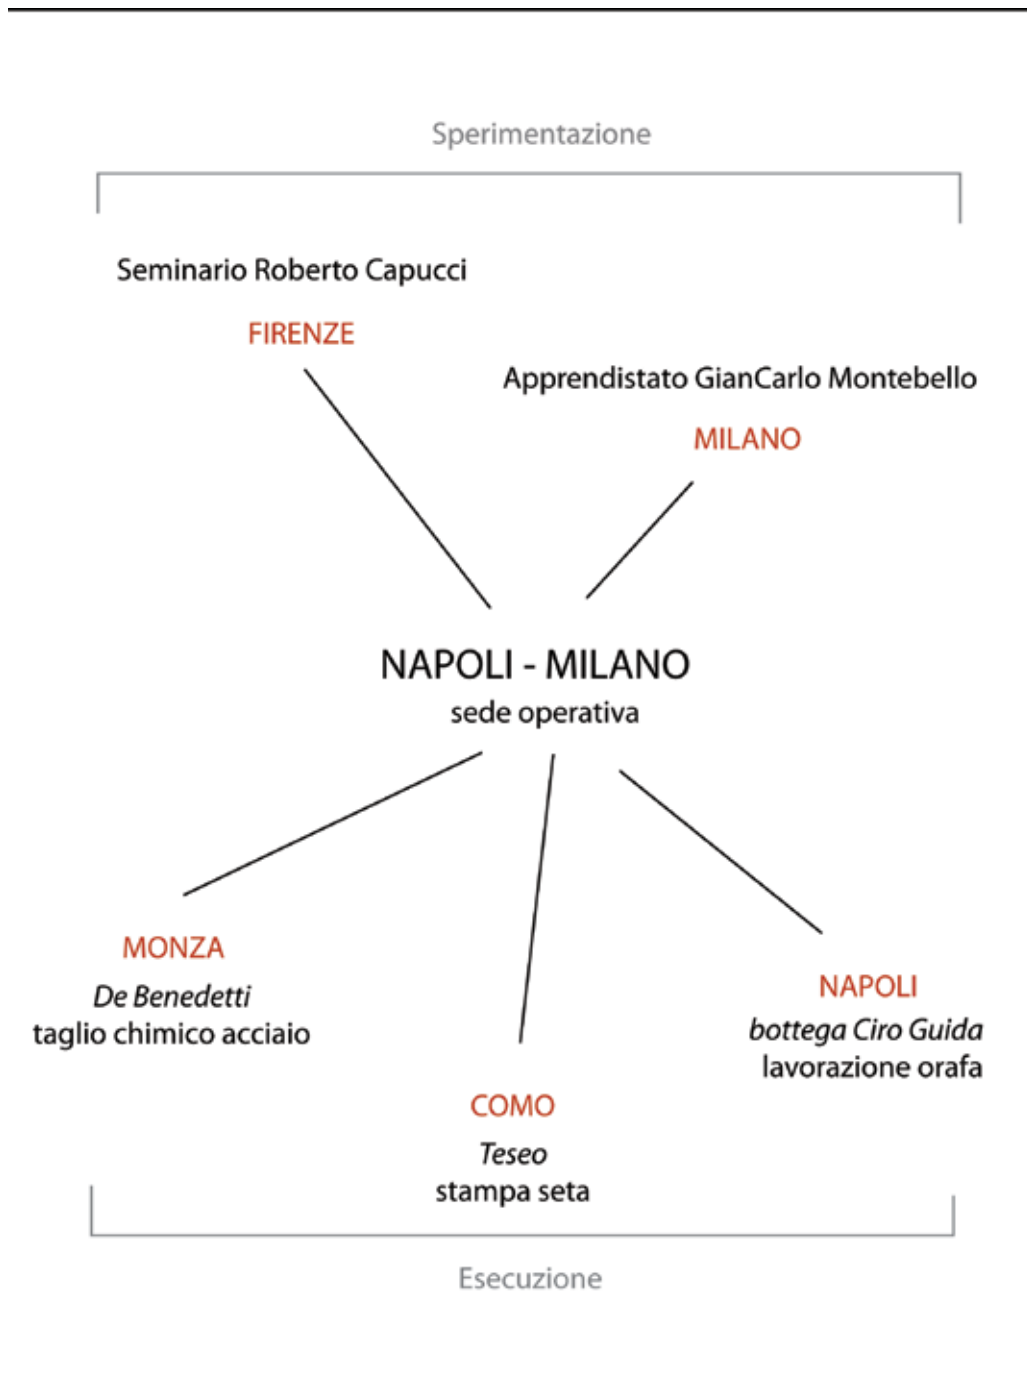 Sperimentazione
Seminario Roberto Capucci
FIRENZE
Apprendistato GianCarlo Montebello
MILANO
NAPOLI - MILANO
sede operativa
MONZA
De Benedetti
taglio chimico acciaio
NAPOLI
bottega Ciro Guida
lavorazione orafa
COMO
Teseo
stampa seta
Esecuzione